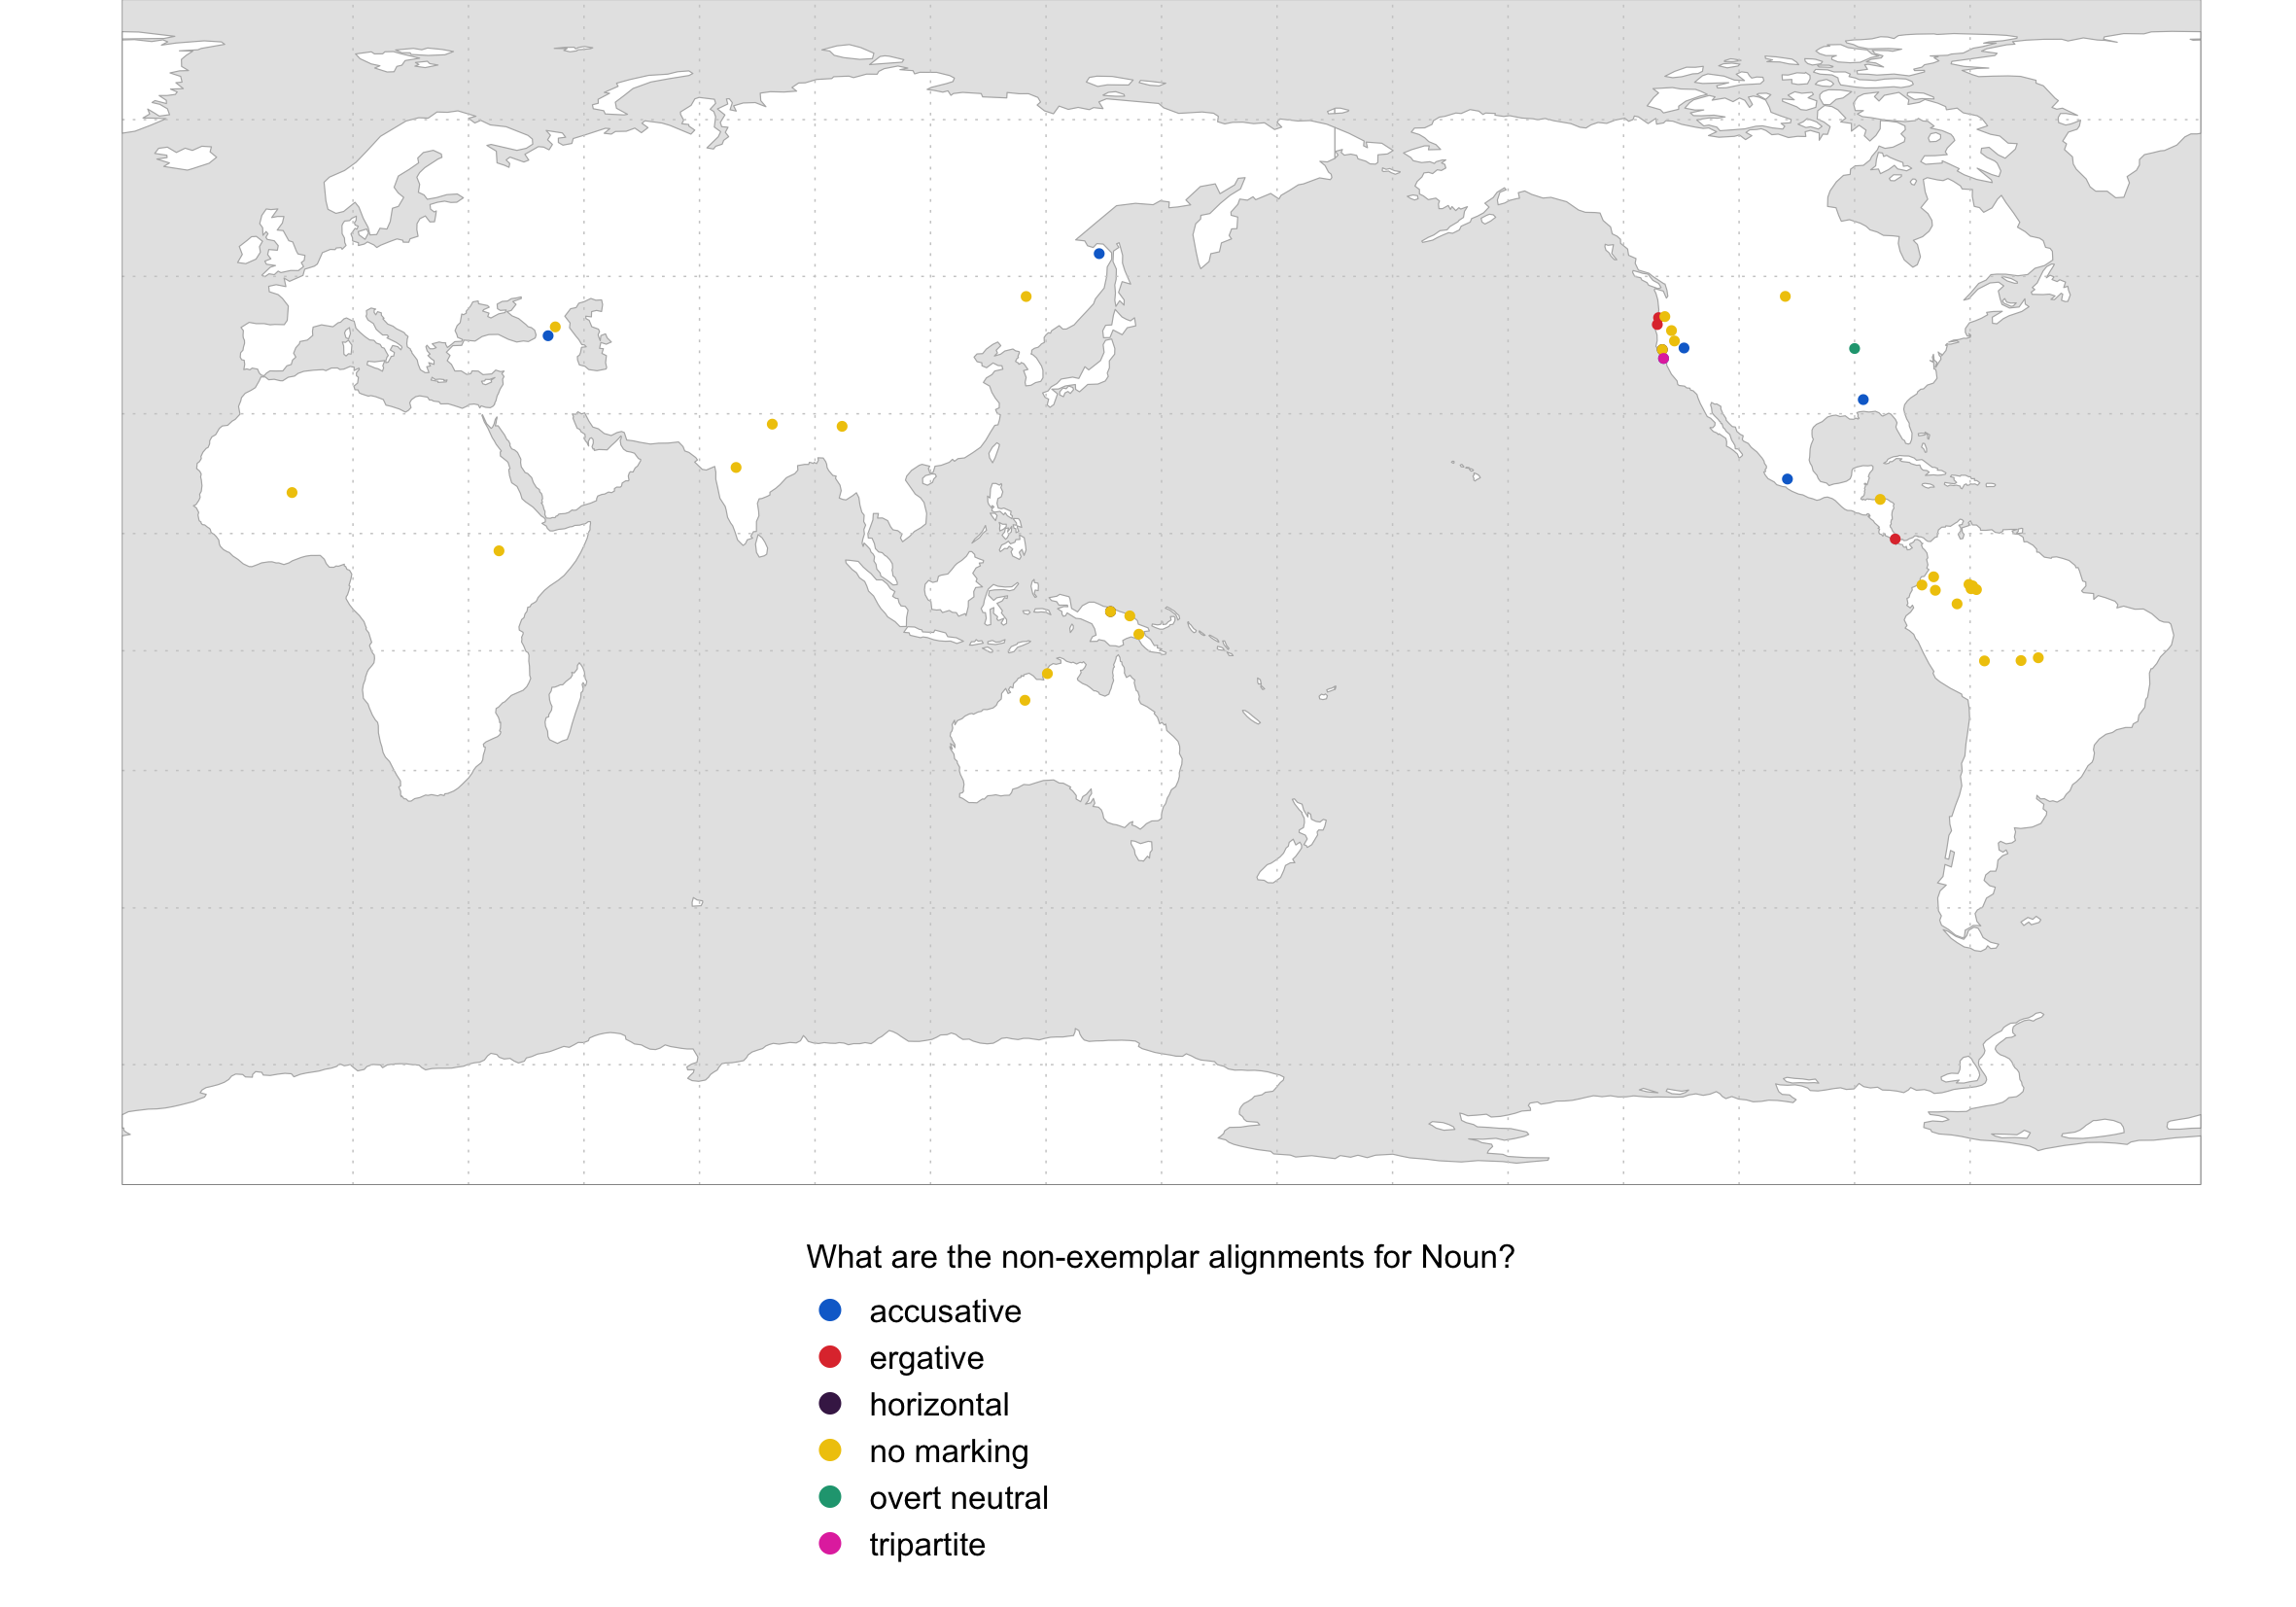 What are the non-exemplar alignments for Noun?
accusative
ergative
horizontal
no marking
overt neutral
tripartite